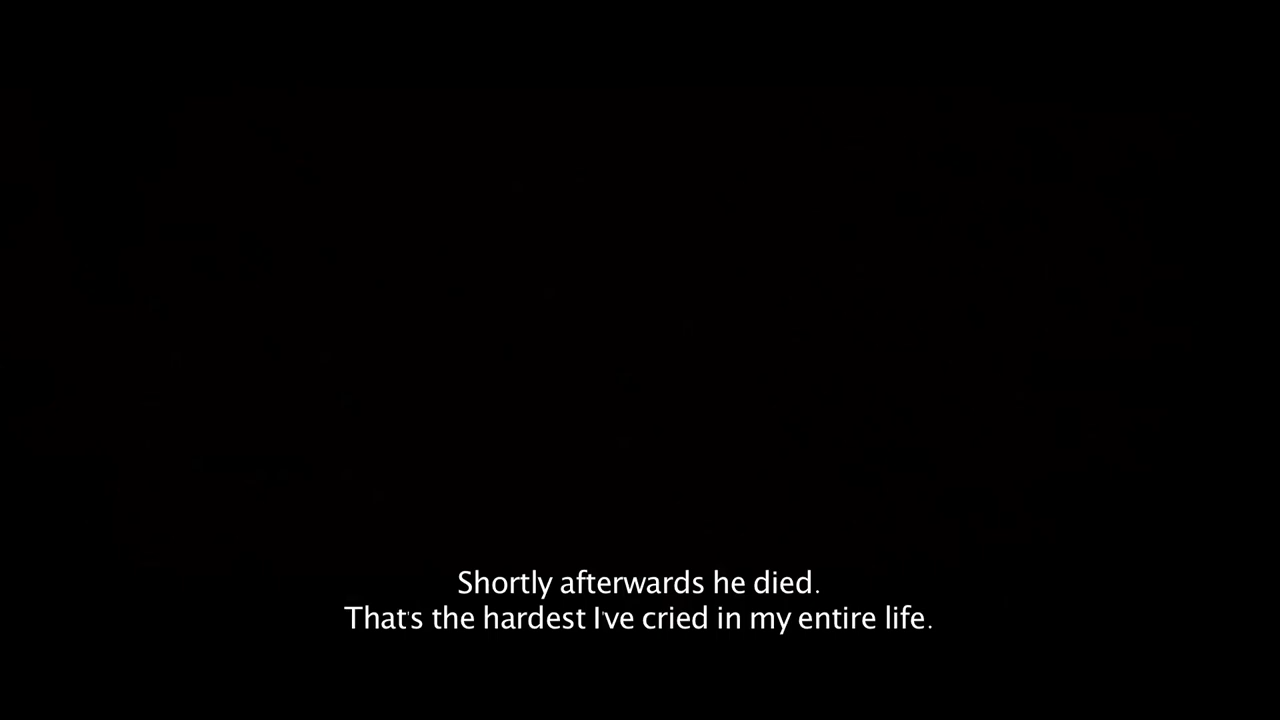 Shortly afterwards he died.
That's the hardest I've cried in my entire life.